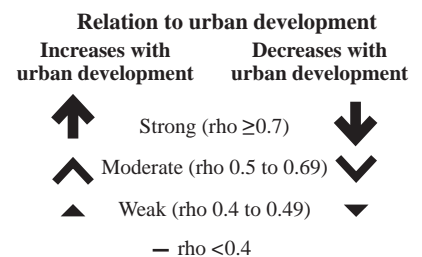 Relation to urban development
Increases with urban development
Decreases with urban development
Strong (rho ≥0.7)
Moderate (rho 0.5 to 0.69)
Weak (rho 0.4 to 0.49)
– rho <0.4